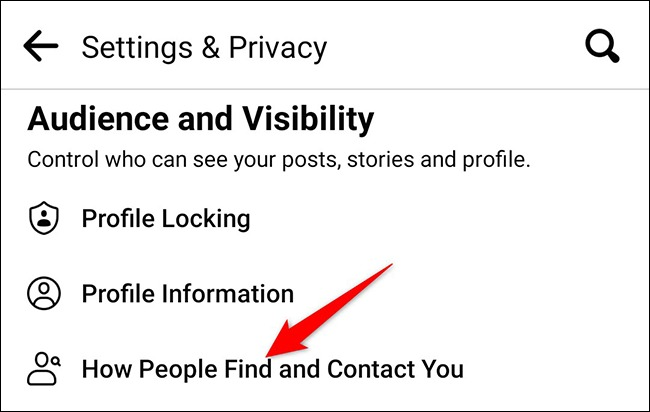 Settings & Privacy
Audience and Visibility
Control who can see your posts, stories and profile.
Profile Locking
Profile Information
How People Find and Contact You